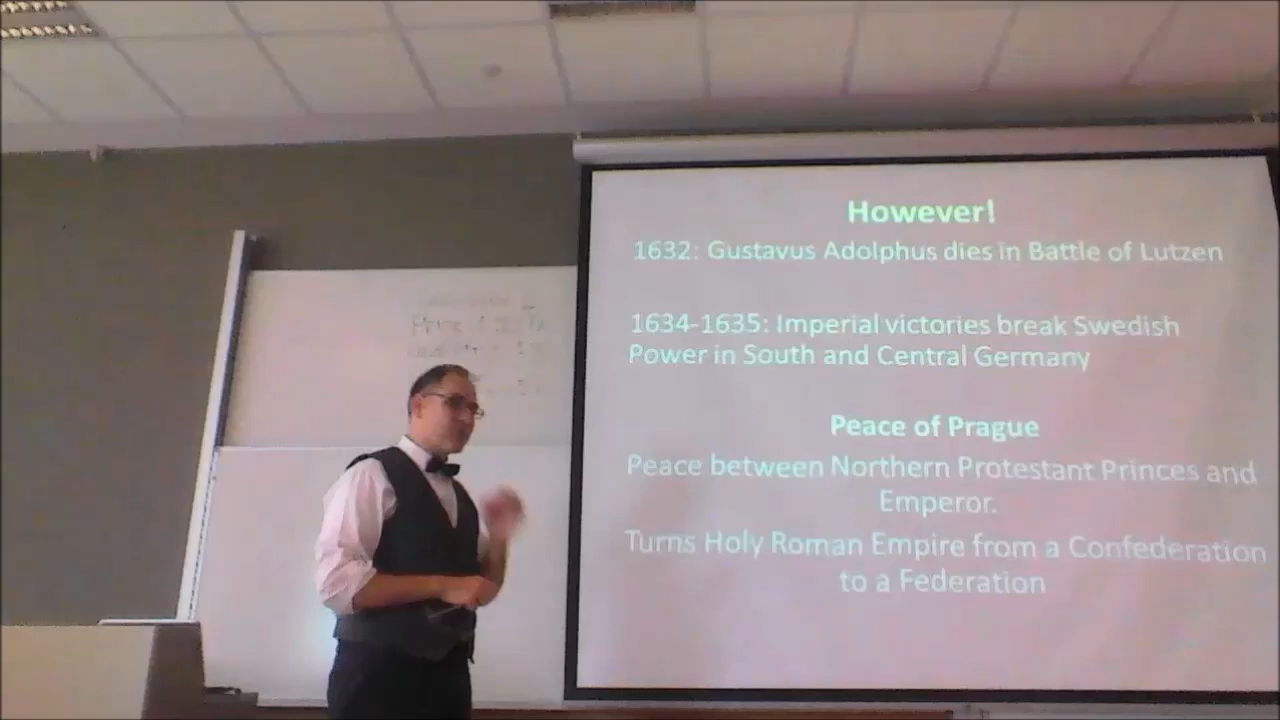 However!
1632: Gustavus Adolphus dies in Battle of Lutzen
1634-1635: Imperial victories break Swedish
Power in South and Central Germany
Peace of Prague
Peace between Northern Protestant Princes and
Emperor.
Turns Holy Roman Empire from a Confederation
to a Federation